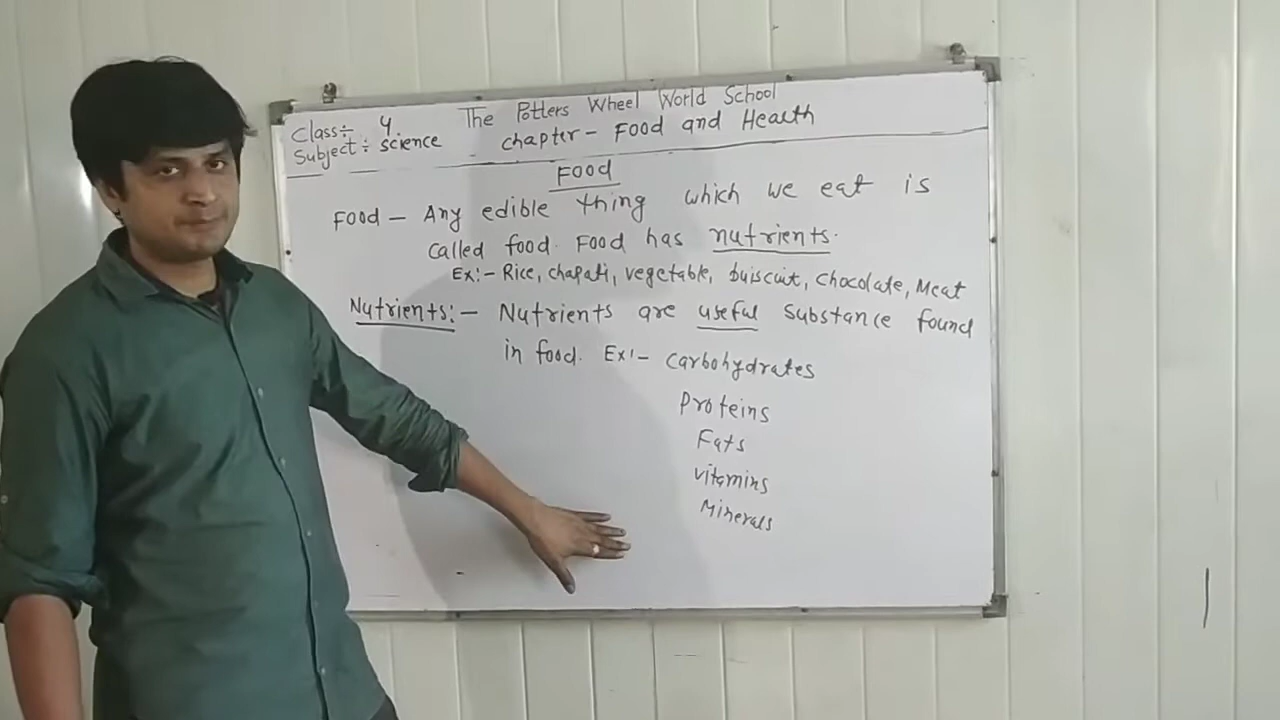 The Potters Wheel World School
Class÷ 4
Subject÷ science
chapter- Food and Health
Food
Food - Any edible thing which we eat is
called food. Food has nutrients.
Ex:- Rice, chapati, vegetable, buiscuit, chocolate, Meat
Nutrients:- Nutrients are useful substance found
in food. Ex:- carbohydrates
Proteins
Fats
vitamins
Minerals